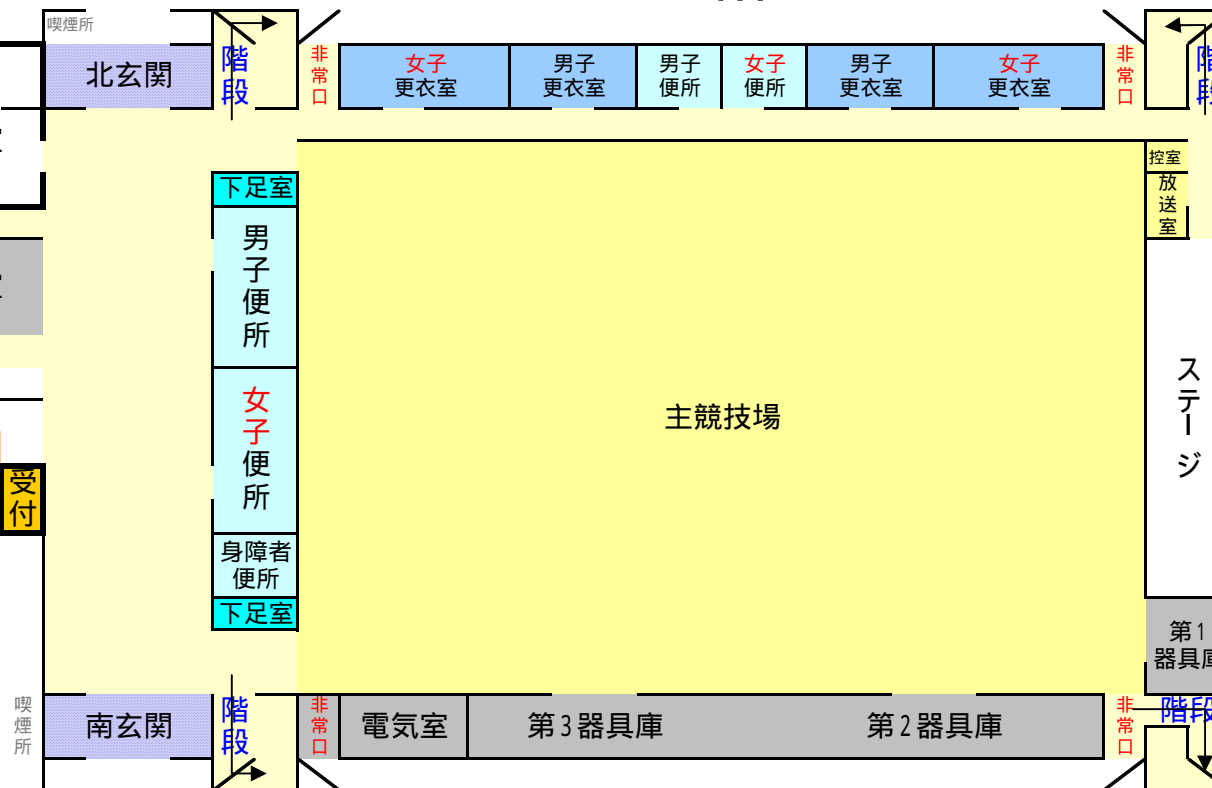 喫煙所
北玄関
階段
非常口
女子
更衣室
男子
更衣室
男子
便所
女子
便所
男子
更衣室
女子
更衣室
非常口
階段
控室
放送室
下足室
男子便所
女子便所
身障者
便所
下足室
主競技場
ステージ
受付
第1
器具庫
喫煙所
南玄関
階段
非常口
電気室
第3器具庫
第2器具庫
非常口
階段